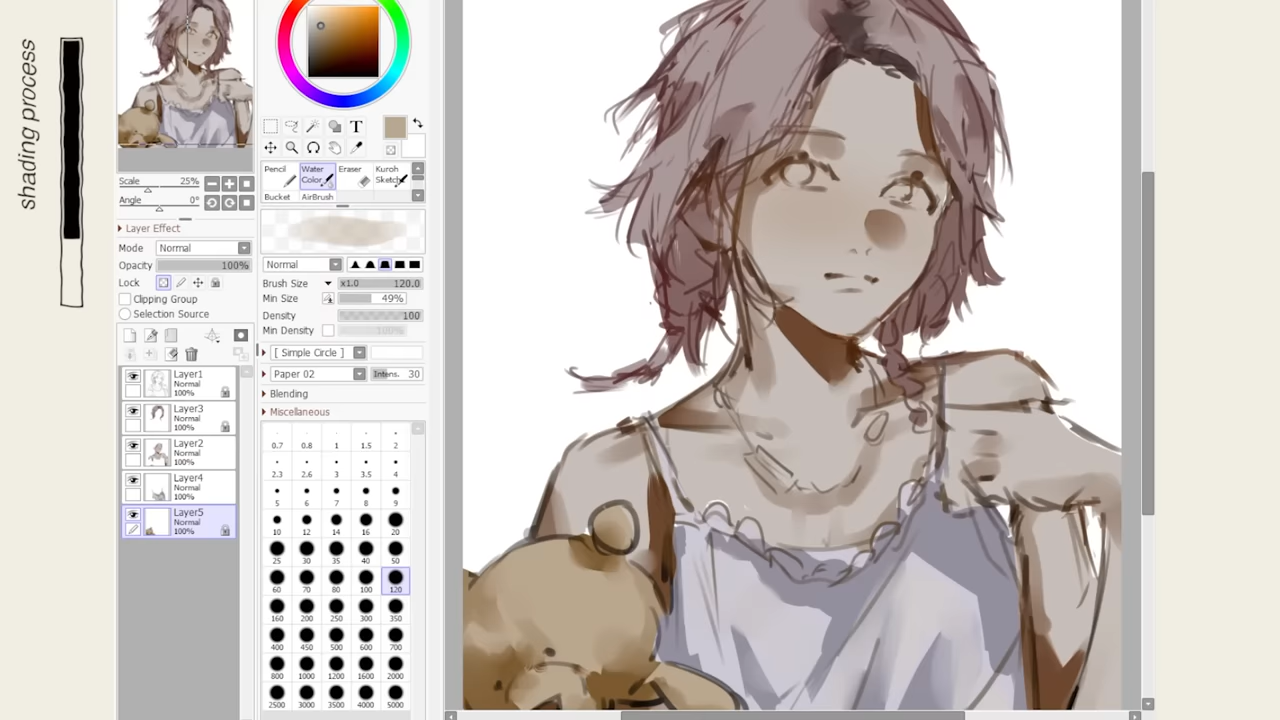 shading process
Scale 25%
Angle 0°
Layer Effect
Mode Normal
Opacity 100%
Lock
Clipping Group
Selection Source
Layer1
Normal
100%
Layer3
Normal
100%
Layer2
Normal
100%
Layer4
Normal
100%
Layer5
Normal
100%
T
Pencil Water Color Eraser Kuroh Sketch
Bucket AirBrush
Normal
Brush Size x1.0 120.0
Min Size 49%
Density 100
Min Density 100%
[ Simple Circle ]
Paper 02 Intens. 30
Blending
Miscellaneous
0.7 0.8 1 1.5 2
2.3 2.6 3 3.5 4
5 6 7 8 9
10 12 14 16 20
25 30 35 40 50
60 70 80 100 120
160 200 250 300 350
400 450 500 600 700
800 1000 1200 1600 2000
2500 3000 3500 4000 5000